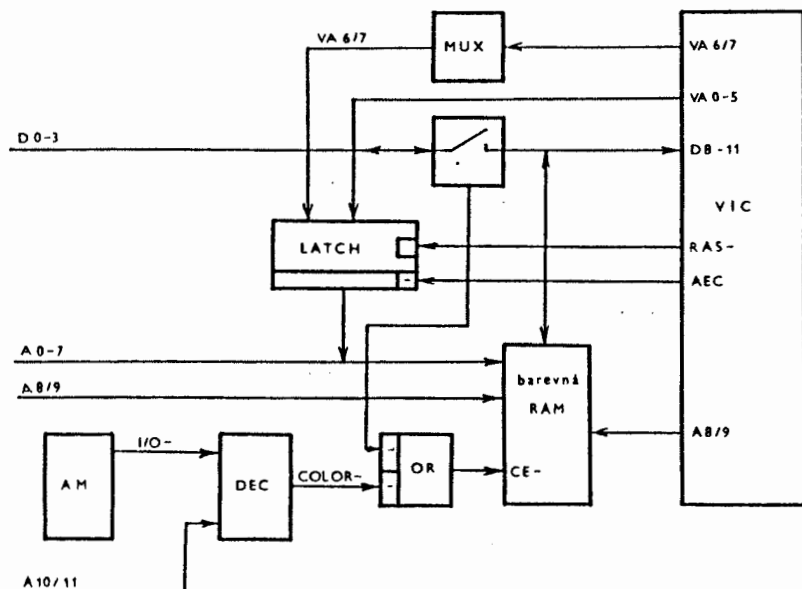 VA 6/7
MUX
VA 6/7
VA 0-5
D 0-3
D8-11
VIC
LATCH
RAS-
-
AEC
A 0-7
barevná
RAM
A 8/9
A8/9
I/O-
AM
DEC
COLOR-
-
-
OR
CE-
A 10/11